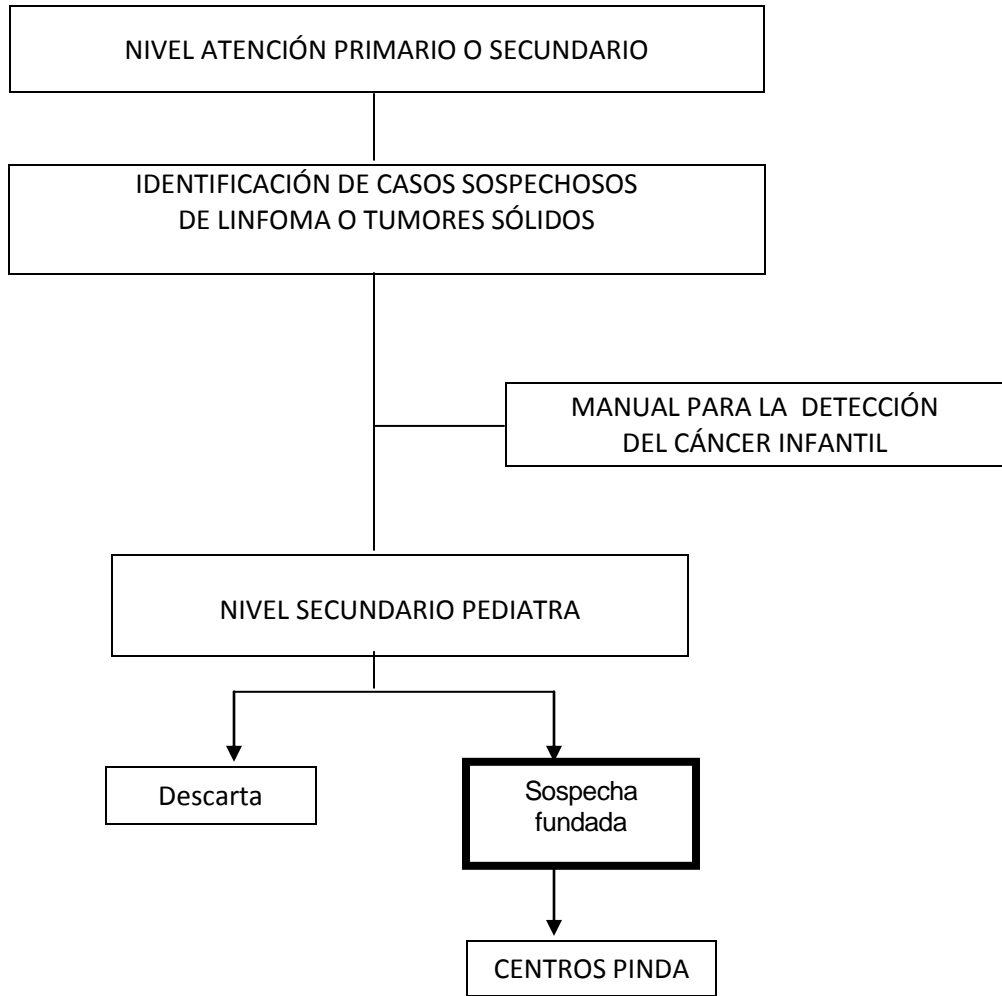 NIVEL ATENCIÓN PRIMARIO O SECUNDARIO
IDENTIFICACIÓN DE CASOS SOSPECHOSOS
DE LINFOMA O TUMORES SÓLIDOS
MANUAL PARA LA DETECCIÓN
DEL CÁNCER INFANTIL
NIVEL SECUNDARIO PEDIATRA
Descarta
Sospecha
fundada
CENTROS PINDA